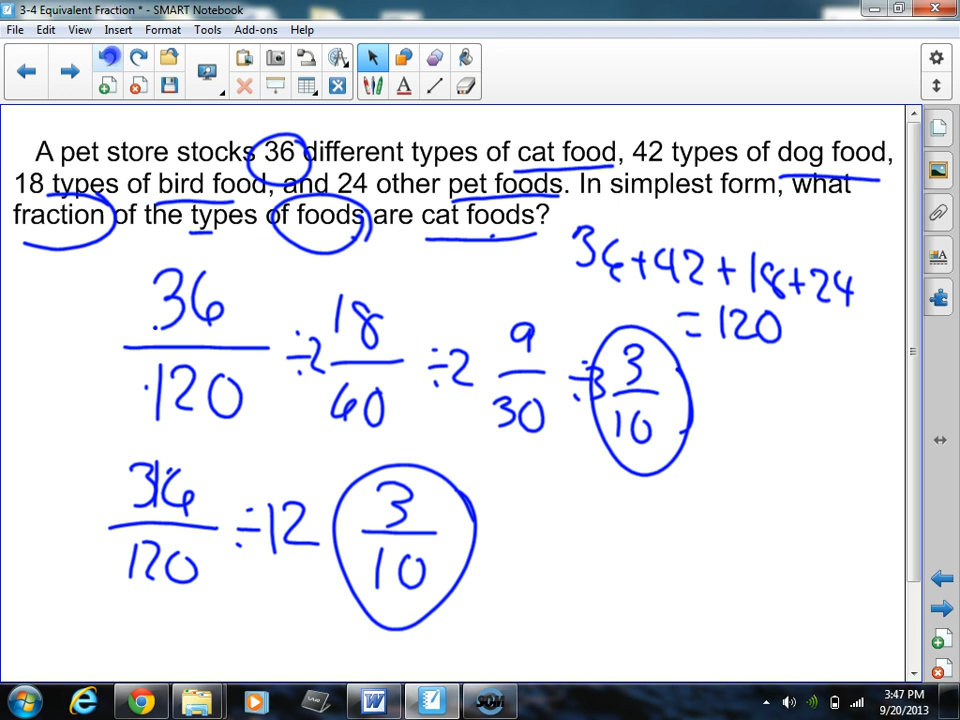 3-4 Equivalent Fraction * - SMART Notebook
File Edit View Insert Format Tools Add-ons Help
A pet store stocks 36 different types of cat food, 42 types of dog food,
18 types of bird food, and 24 other pet foods. In simplest form, what
fraction of the types of foods are cat foods?
36+42+18+24
=120
36/120 ÷2 18/60 ÷2 9/30 ÷3 3/10
36/120 ÷12 3/10
3:47 PM
9/20/2013